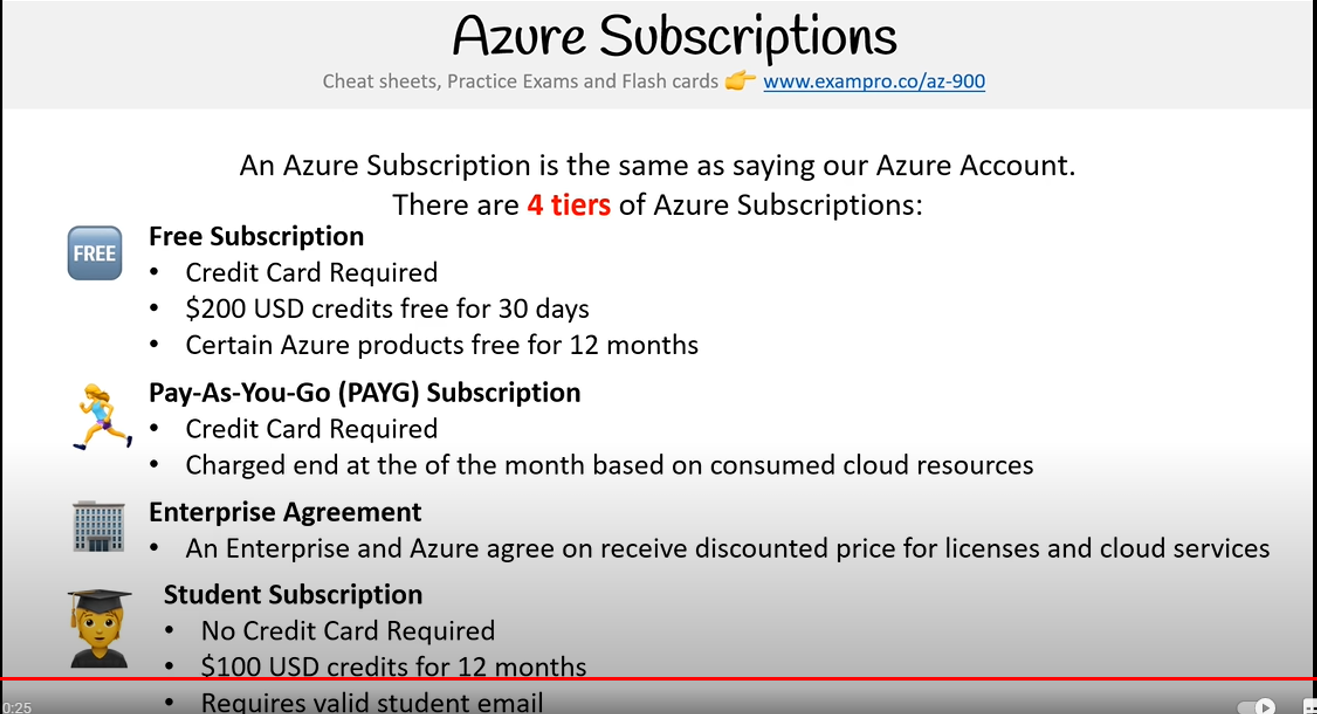 Azure Subscriptions
Cheat sheets, Practice Exams and Flash cards 👉 www.exampro.co/az-900
An Azure Subscription is the same as saying our Azure Account.
There are 4 tiers of Azure Subscriptions:
FREE
Free Subscription
• Credit Card Required
• $200 USD credits free for 30 days
• Certain Azure products free for 12 months
Pay-As-You-Go (PAYG) Subscription
• Credit Card Required
• Charged end at the of the month based on consumed cloud resources
Enterprise Agreement
• An Enterprise and Azure agree on receive discounted price for licenses and cloud services
Student Subscription
• No Credit Card Required
• $100 USD credits for 12 months
• Requires valid student email
0:25